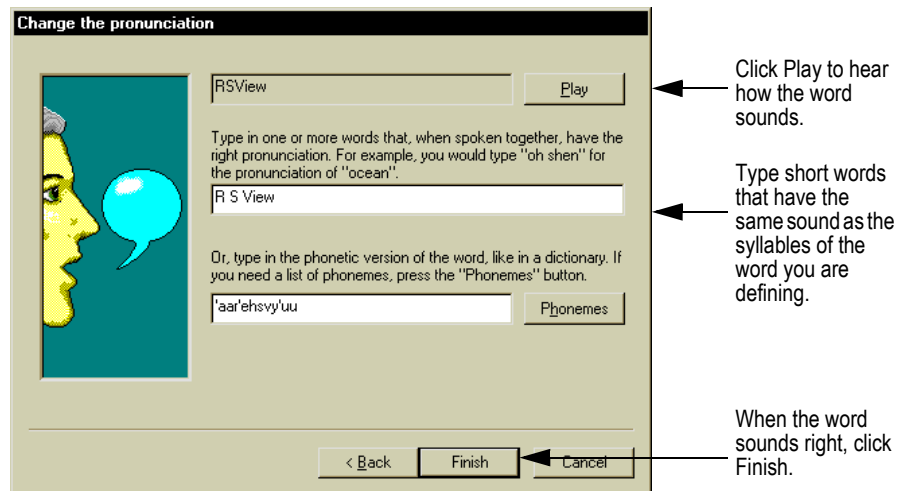 Change the pronunciation
RSView
Play
Click Play to hear
how the word
sounds.
Type in one or more words that, when spoken together, have the
right pronunciation. For example, you would type "oh shen" for
the pronunciation of "ocean".
R S View
Type short words
that have the
same sound as the
syllables of the
word you are
defining.
Or, type in the phonetic version of the word, like in a dictionary. If
you need a list of phonemes, press the "Phonemes" button.
'aar'ehsvy'uu
Phonemes
When the word
sounds right, click
Finish.
< Back
Finish
Cancel